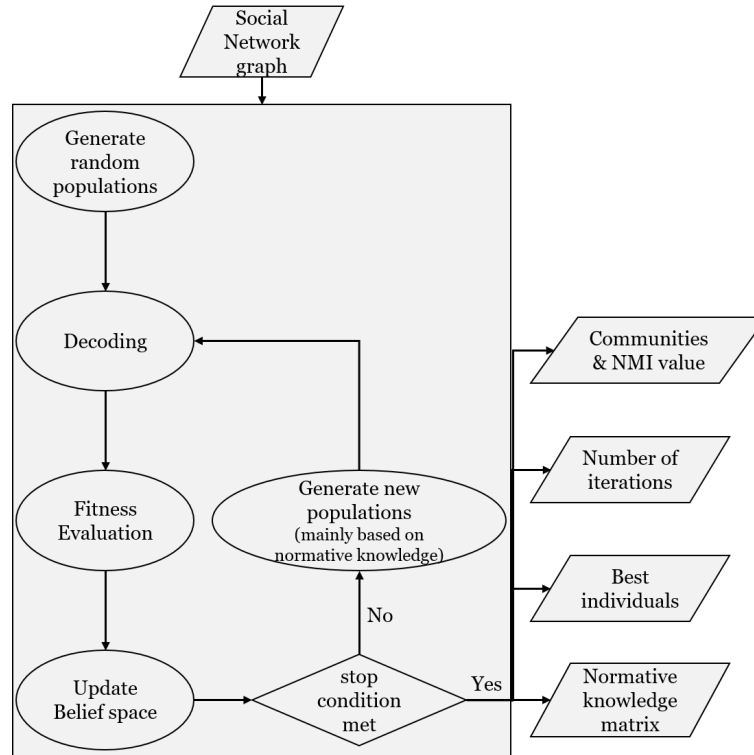 Social
Network
graph
Generate
random
populations
Decoding
Communities
& NMI value
Fitness
Evaluation
Generate new
populations
(mainly based on
normative knowledge)
Number of
iterations
No
Best
individuals
Update
Belief space
stop
condition
met
Yes
Normative
knowledge
matrix